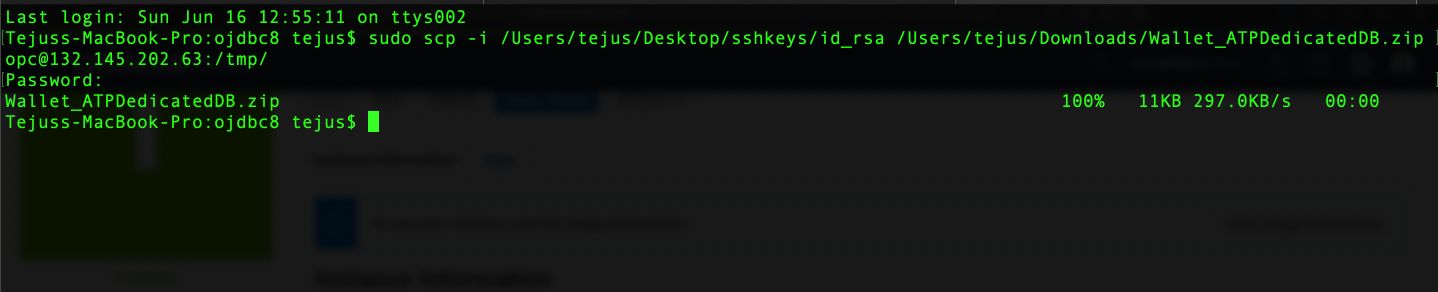 Last login: Sun Jun 16 12:55:11 on ttys002
[Tejuss-MacBook-Pro:ojdbc8 tejus$ sudo scp -i /Users/tejus/Desktop/sshkeys/id_rsa /Users/tejus/Downloads/Wallet_ATPDedicatedDB.zip ]
opc@132.145.202.63:/tmp/
[Password:
Wallet_ATPDedicatedDB.zip 100% 11KB 297.0KB/s 00:00
Tejuss-MacBook-Pro:ojdbc8 tejus$
Instance Information